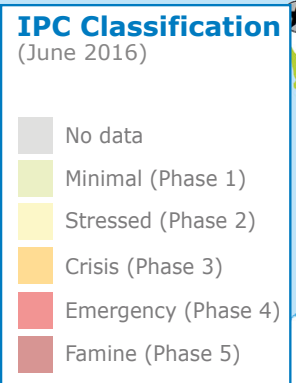 IPC Classification
(June 2016)
No data
Minimal (Phase 1)
Stressed (Phase 2)
Crisis (Phase 3)
Emergency (Phase 4)
Famine (Phase 5)